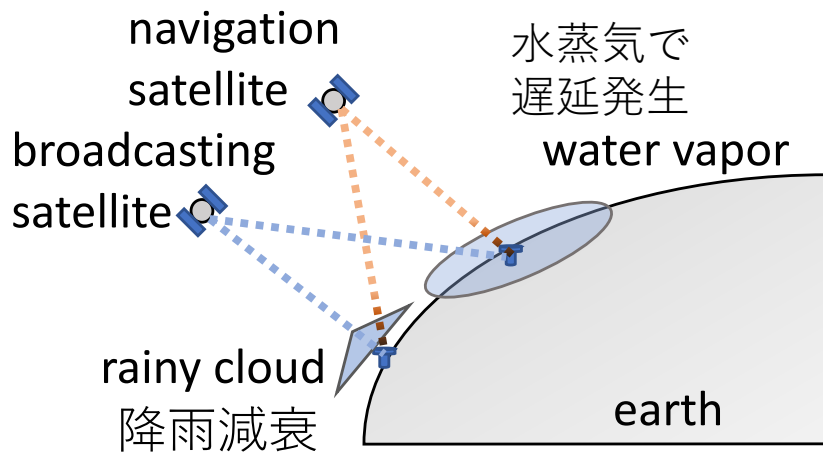 navigation
satellite
broadcasting
satellite
水蒸気で
遅延発生
water vapor
rainy cloud
降雨減衰
earth